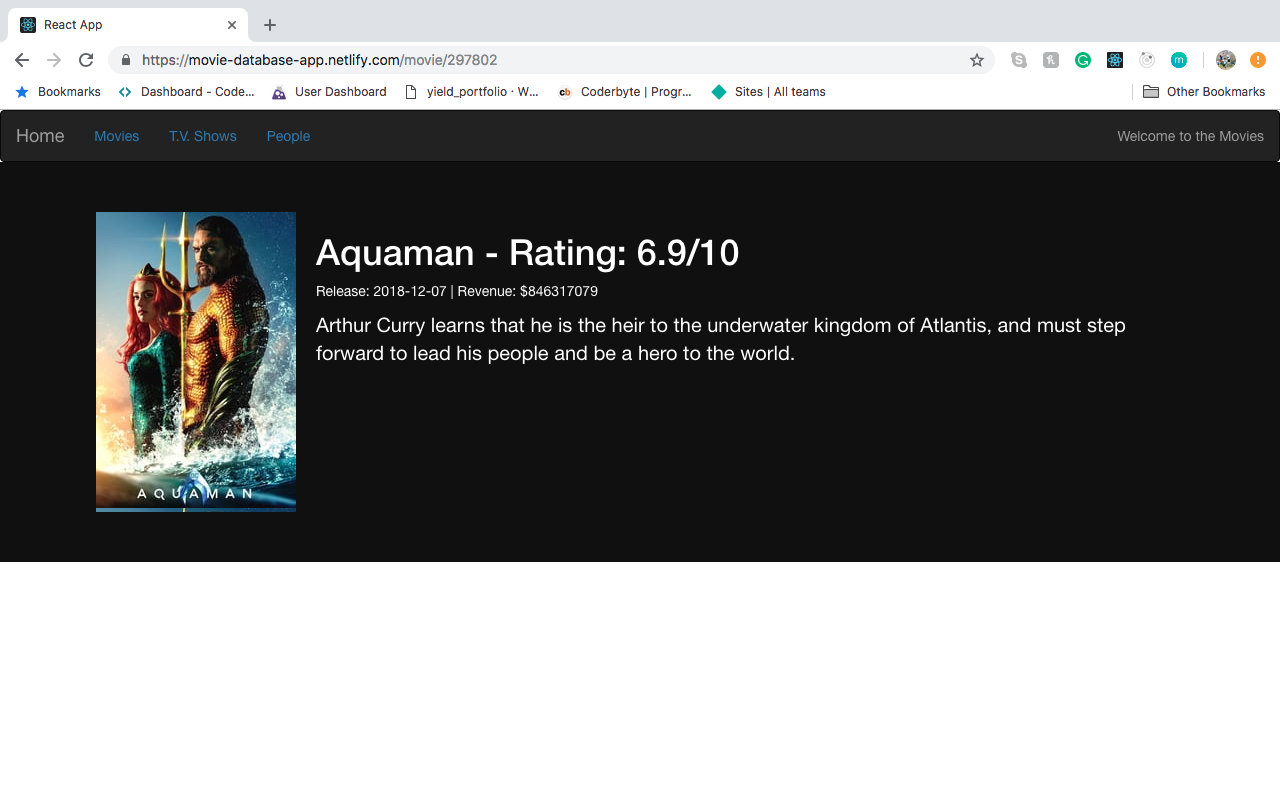 React App
https://movie-database-app.netlify.com/movie/297802
Bookmarks
Dashboard - Code...
User Dashboard
yield_portfolio · W...
cb
Coderbyte | Progr...
Sites | All teams
Other Bookmarks
Home
Movies
T.V. Shows
People
Welcome to the Movies
Aquaman - Rating: 6.9/10
Release: 2018-12-07 | Revenue: $846317079
Arthur Curry learns that he is the heir to the underwater kingdom of Atlantis, and must step
forward to lead his people and be a hero to the world.
AQUAMAN